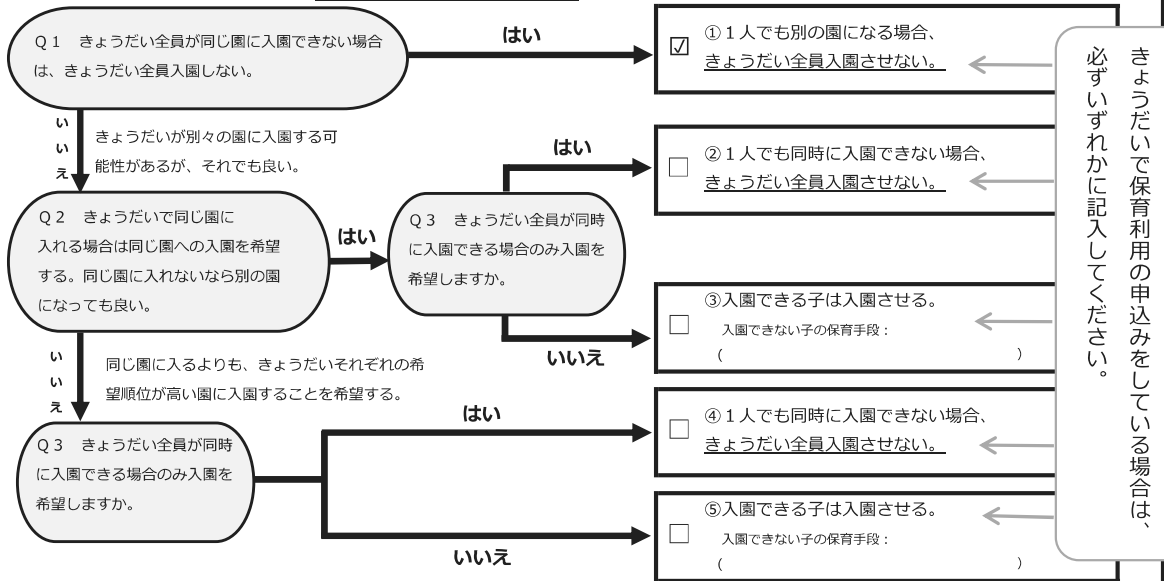 Ｑ１　きょうだい全員が同じ園に入園できない場合
は、きょうだい全員入園しない。
はい
☑
①１人でも別の園になる場合、
きょうだい全員入園させない。
いいえ
きょうだいが別々の園に入園する可
能性があるが、それでも良い。
Ｑ２　きょうだいで同じ園に
入れる場合は同じ園への入園を希望
する。同じ園に入れないなら別の園
になっても良い。
はい
Ｑ３　きょうだい全員が同時
に入園できる場合のみ入園を
希望しますか。
はい
□
②１人でも同時に入園できない場合、
きょうだい全員入園させない。
いいえ
□
③入園できる子は入園させる。
入園できない子の保育手段：
（　　　　　　　　　　　　　　　　　　　　）
いいえ
同じ園に入るよりも、きょうだいそれぞれの希
望順位が高い園に入園することを希望する。
Ｑ３　きょうだい全員が同時
に入園できる場合のみ入園を
希望しますか。
はい
□
④１人でも同時に入園できない場合、
きょうだい全員入園させない。
いいえ
□
⑤入園できる子は入園させる。
入園できない子の保育手段：
（　　　　　　　　　　　　　　　　　　　　）
きょうだいで保育利用の申込みをしている場合は、
必ずいずれかに記入してください。